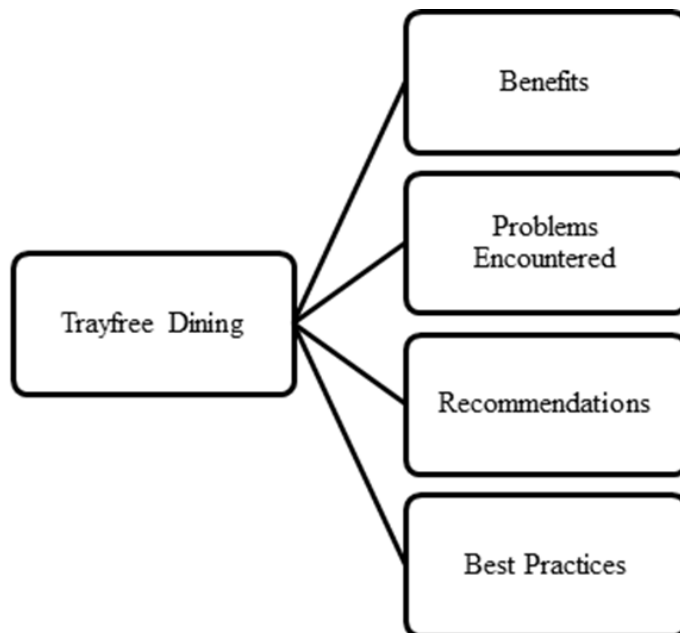 Trayfree Dining
Benefits
Problems
Encountered
Recommendations
Best Practices